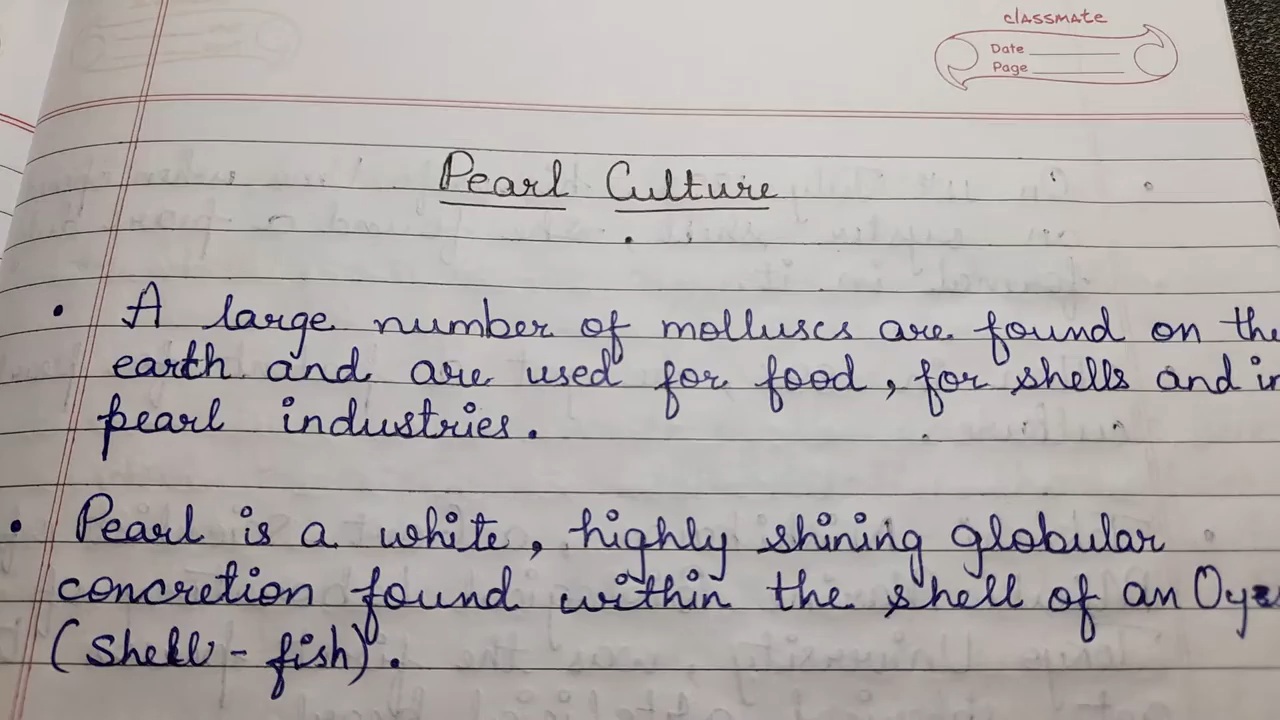 classmate
Date
Page
Pearl Culture
• A large number of molluscs are found on the
earth and are used for food, for shells and in
pearl industries.
• Pearl is a white, highly shining globular
concretion found within the shell of an
(Shell-fish).